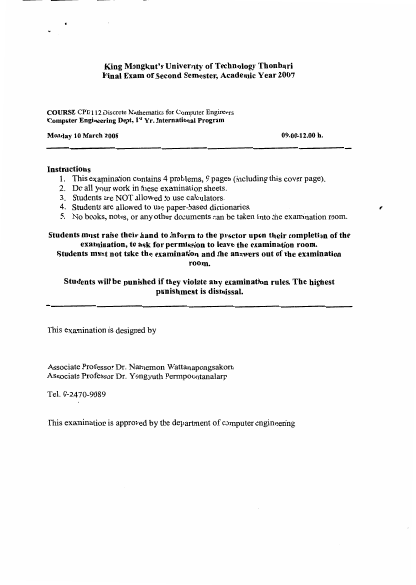 King Mongkut's University of Technology Thonburi
Final Exam of Second Semester, Academic Year 2007
COURSE CPE112 Discrete Mathematics for Computer Engineers
Computer Engineering Dept. 1st Yr. International Program
Monday 10 March 2008 09.00-12.00 h.
Instructions
1. This examination contains 4 problems, 9 pages (including this cover page).
2. Do all your work in these examination sheets.
3. Students are NOT allowed to use calculators.
4. Students are allowed to use paper-based dictionaries.
5. No books, notes, or any other documents can be taken into the examination room.
Students must raise their hand to inform to the proctor upon their completion of the
examination, to ask for permission to leave the examination room.
Students must not take the examination and the answers out of the examination
room.
Students will be punished if they violate any examination rules. The highest
punishment is dismissal.
This examination is designed by
Associate Professor Dr. Naruemon Wattanapongsakorn
Associate Professor Dr. Yongyuth Permpoontanalarp
Tel. 0-2470-9089
This examination is approved by the department of computer engineering